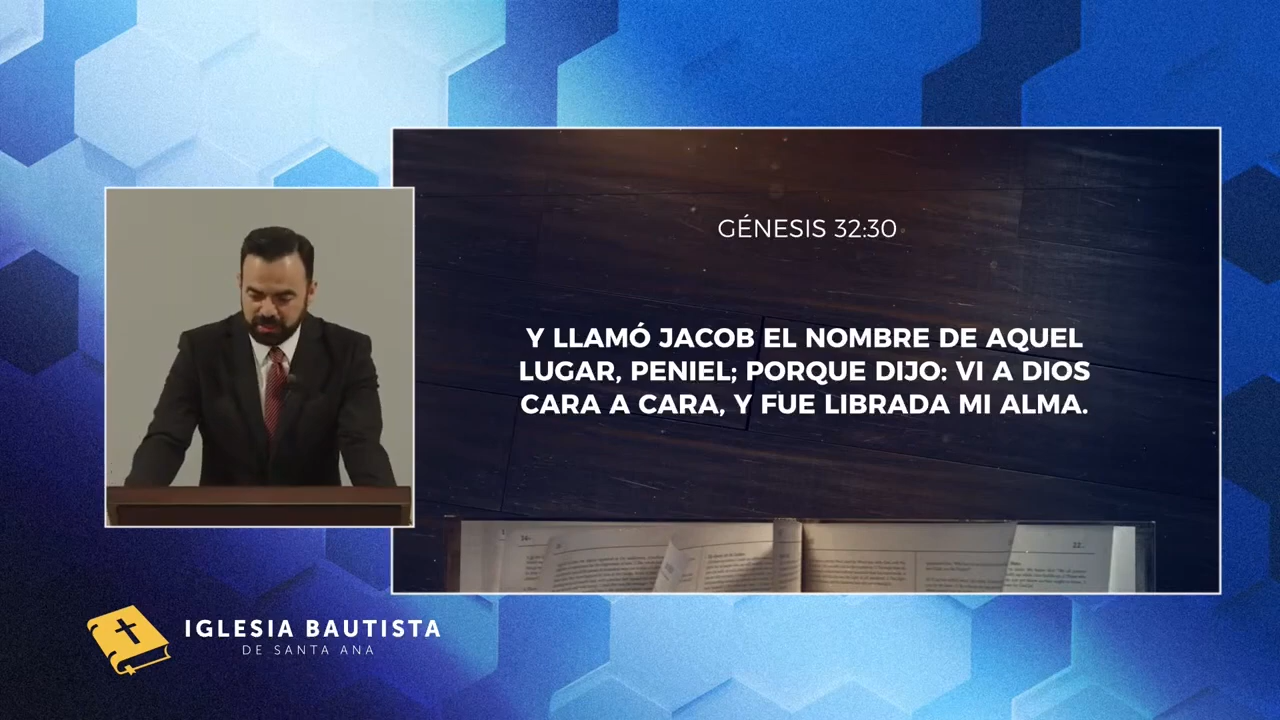 GÉNESIS 32:30
Y LLAMÓ JACOB EL NOMBRE DE AQUEL
LUGAR, PENIEL; PORQUE DIJO: VI A DIOS
CARA A CARA, Y FUE LIBRADA MI ALMA.
IGLESIA BAUTISTA
DE SANTA ANA